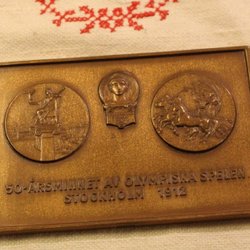 50-ÅRSMINNET AV OLYMPISKA SPELEN
STOCKHOLM 1912